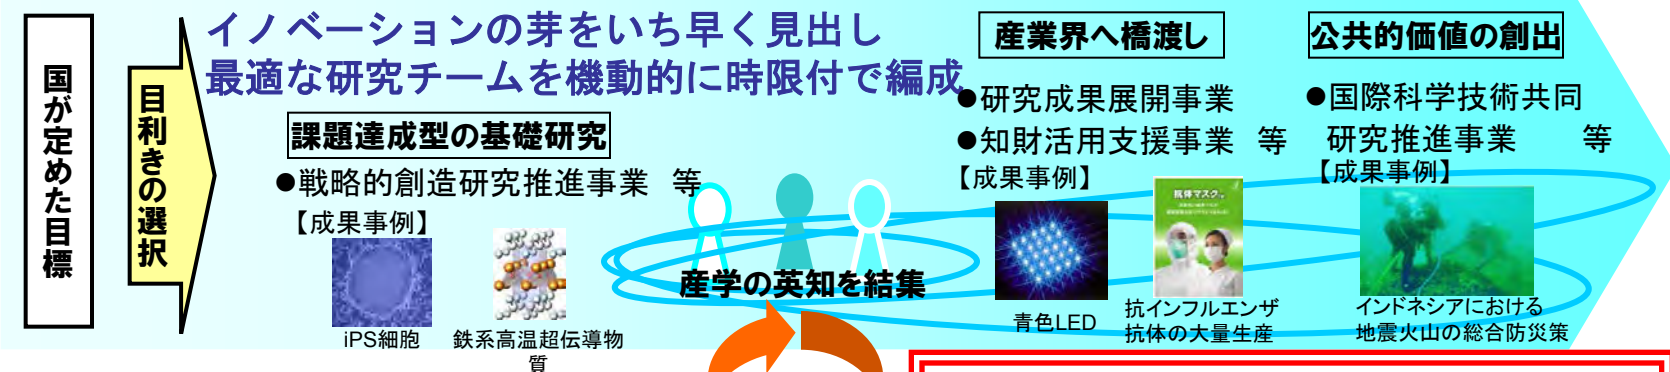 国が定めた目標
目利きの選択
イノベーションの芽をいち早く見出し
最適な研究チームを機動的に時限付で編成
課題達成型の基礎研究
●戦略的創造研究推進事業 等
【成果事例】
iPS細胞
鉄系高温超伝導物
質
産学の英知を結集
産業界へ橋渡し
●研究成果展開事業
●知財活用支援事業 等
【成果事例】
青色LED
抗体マスク
抗インフルエンザ
抗体の大量生産
公共的価値の創出
●国際科学技術共同
研究推進事業 等
【成果事例】
インドネシアにおける
地震火山の総合防災策